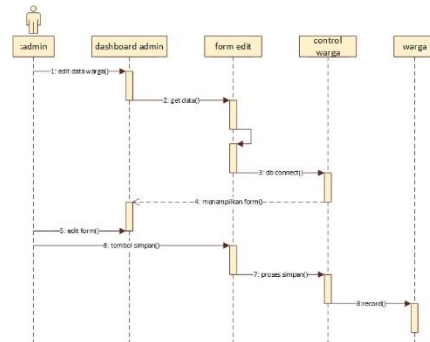 :admin
dashboard admin
form edit
control
warga
warga
1: edit data warga()
2: get data()
3: db connect()
4: menampilkan form()
5: edit form()
6: tombol simpan()
7: proses simpan()
8:record()